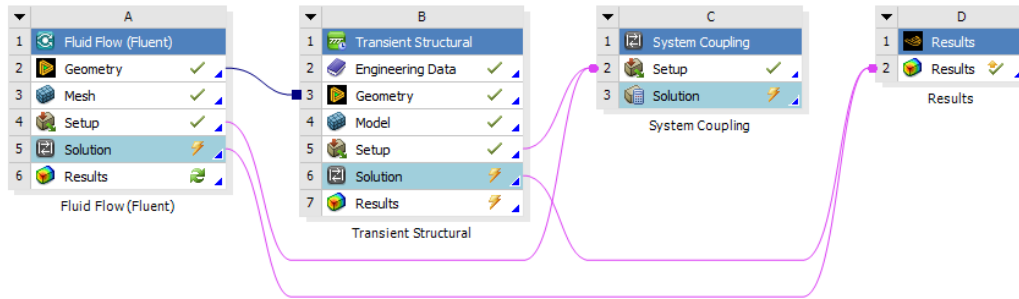 A
1 Fluid Flow (Fluent)
2 Geometry
3 Mesh
4 Setup
5 Solution
6 Results
Fluid Flow (Fluent)
B
1 Transient Structural
2 Engineering Data
3 Geometry
4 Model
5 Setup
6 Solution
7 Results
Transient Structural
C
1 System Coupling
2 Setup
3 Solution
System Coupling
D
1 Results
2 Results
Results